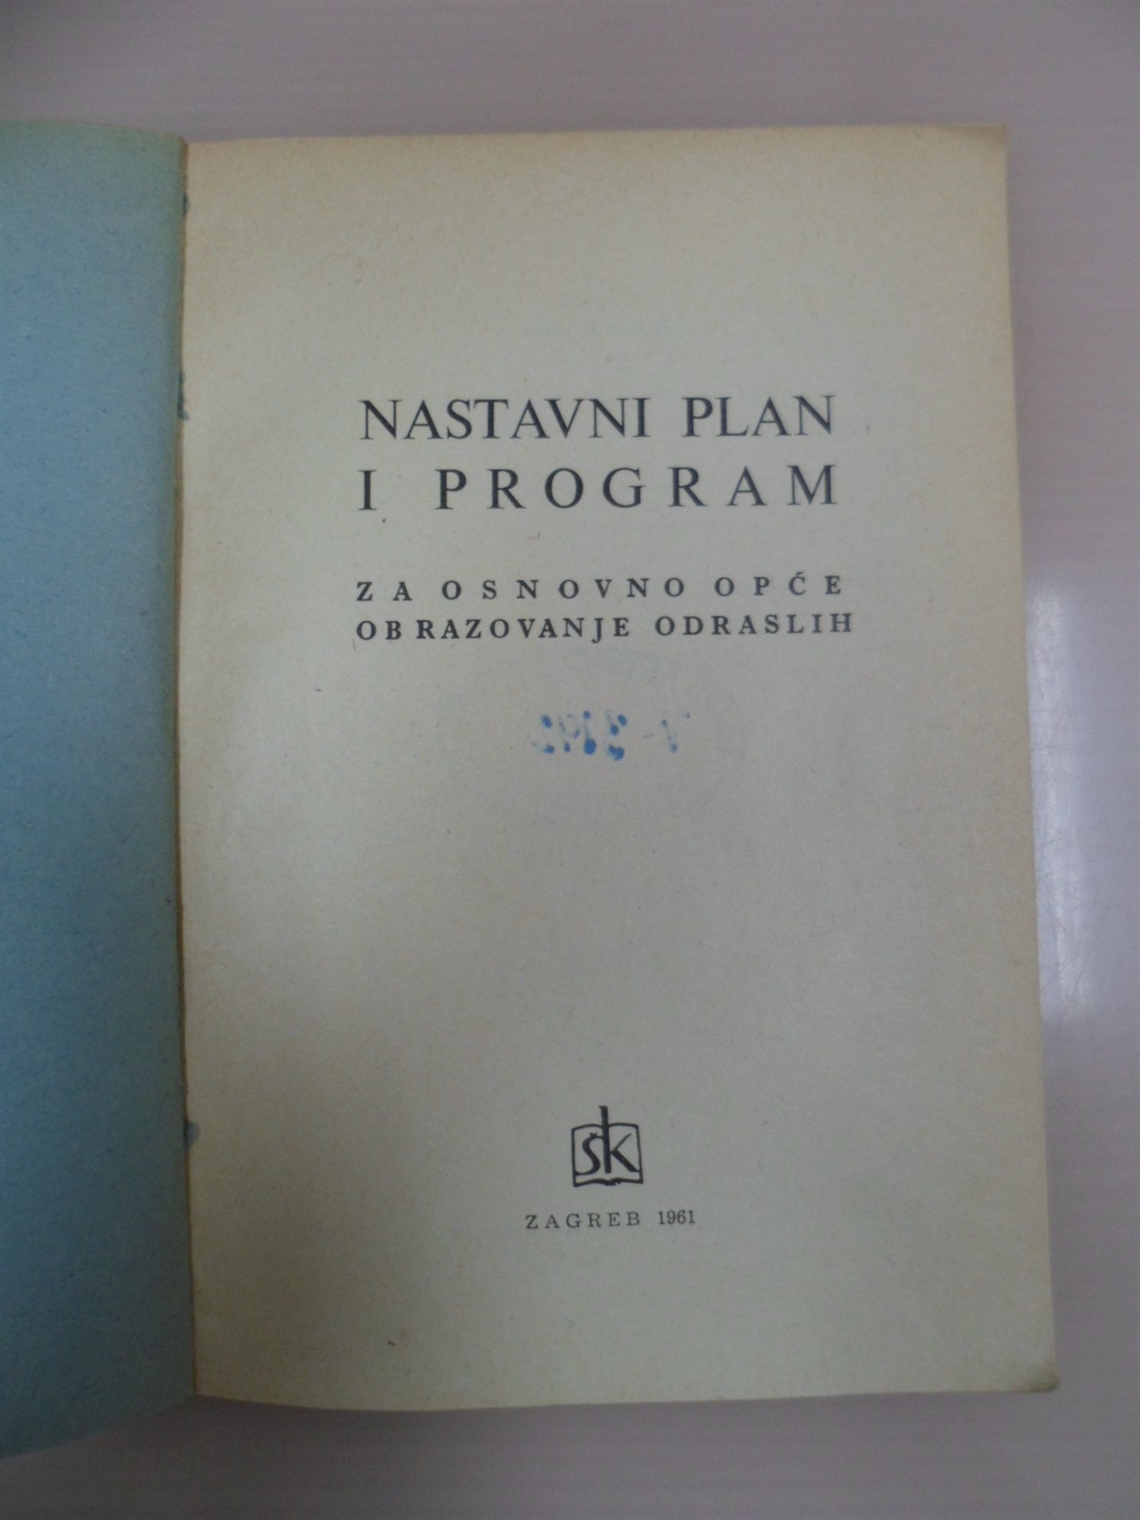 NASTAVNI PLAN
I PROGRAM
ZA OSNOVNO OPĆE
OBRAZOVANJE ODRASLIH
ŠK
ZAGREB 1961